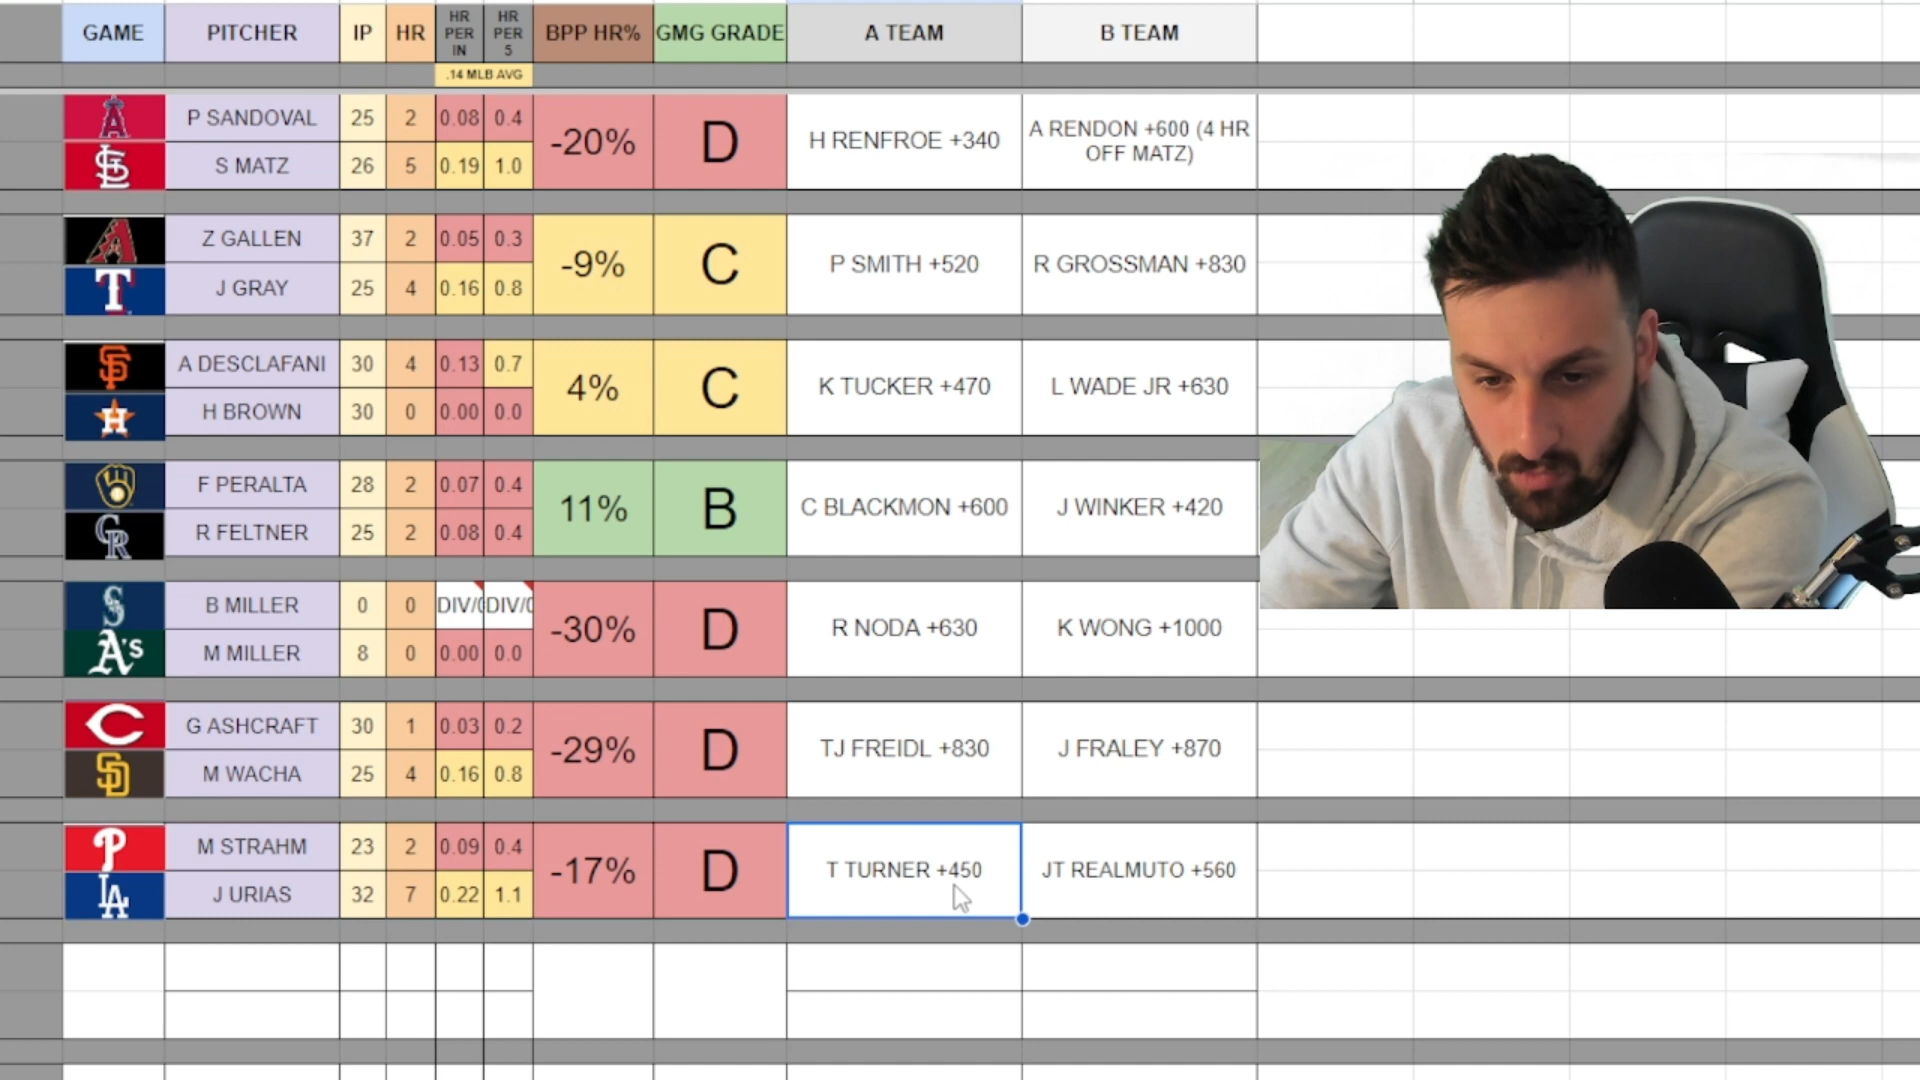 GAME PITCHER IP HR HR PER IN HR PER 5 BPP HR% GMG GRADE A TEAM B TEAM
.14 MLB AVG
P SANDOVAL 25 2 0.08 0.4 -20% D H RENFROE +340 A RENDON +600 (4 HR OFF MATZ)
S MATZ 26 5 0.19 1.0
Z GALLEN 37 2 0.05 0.3 -9% C P SMITH +520 R GROSSMAN +830
J GRAY 25 4 0.16 0.8
A DESCLAFANI 30 4 0.13 0.7 4% C K TUCKER +470 L WADE JR +630
H BROWN 30 0 0.00 0.0
F PERALTA 28 2 0.07 0.4 11% B C BLACKMON +600 J WINKER +420
R FELTNER 25 2 0.08 0.4
B MILLER 0 0 DIV/0 DIV/0 -30% D R NODA +630 K WONG +1000
A's M MILLER 8 0 0.00 0.0
G ASHCRAFT 30 1 0.03 0.2 -29% D TJ FREIDL +830 J FRALEY +870
SD M WACHA 25 4 0.16 0.8
P M STRAHM 23 2 0.09 0.4 -17% D T TURNER +450 JT REALMUTO +560
LA J URIAS 32 7 0.22 1.1